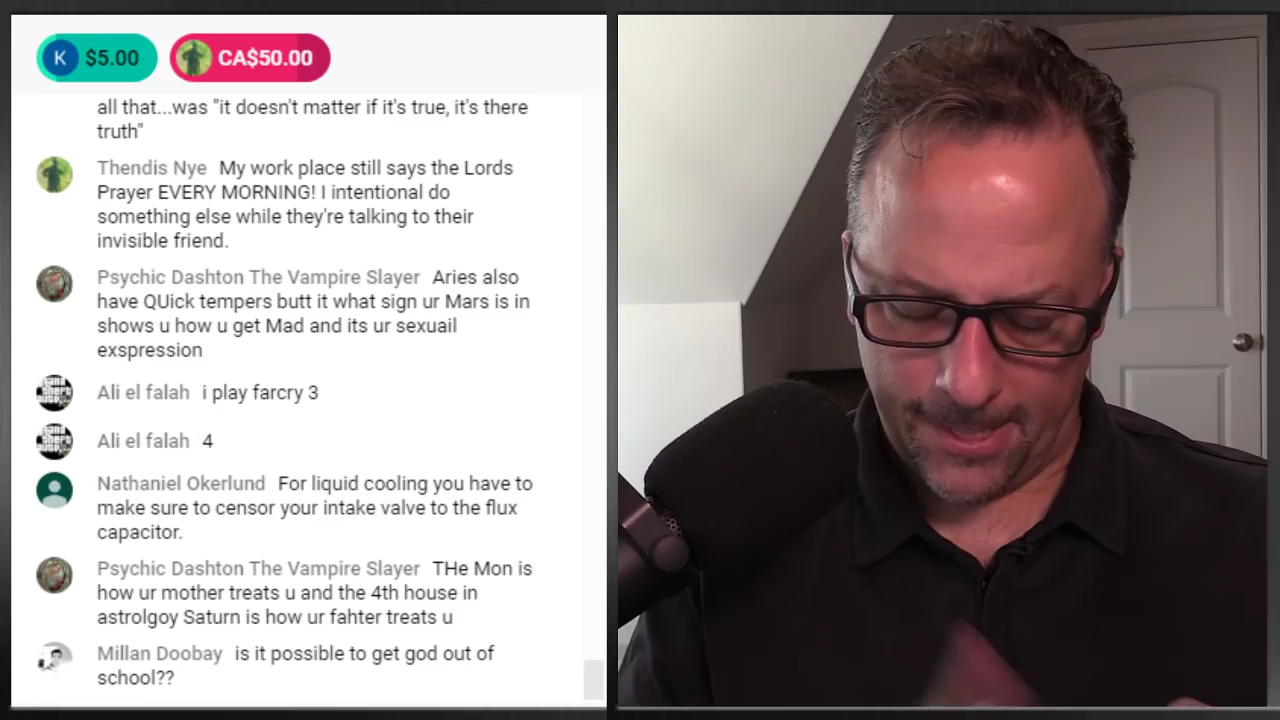 K $5.00 CA$50.00
all that...was "it doesn't matter if it's true, it's there
truth"
Thendis Nye My work place still says the Lords
Prayer EVERY MORNING! I intentional do
something else while they're talking to their
invisible friend.
Psychic Dashton The Vampire Slayer Aries also
have QUick tempers butt it what sign ur Mars is in
shows u how u get Mad and its ur sexuail
exspression
Ali el falah i play farcry 3
Ali el falah 4
Nathaniel Okerlund For liquid cooling you have to
make sure to censor your intake valve to the flux
capacitor.
Psychic Dashton The Vampire Slayer THe Mon is
how ur mother treats u and the 4th house in
astrolgoy Saturn is how ur fahter treats u
Millan Doobay is it possible to get god out of
school??